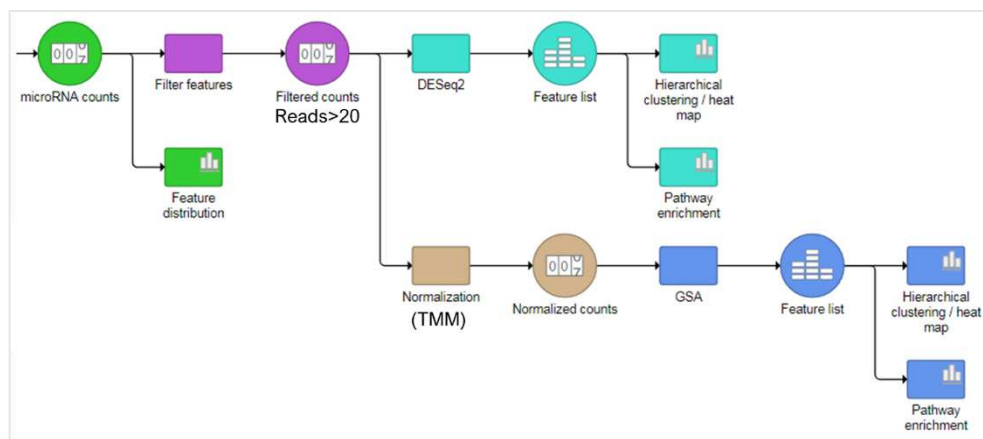 microRNA counts
Filter features
Filtered counts
Reads>20
DESeq2
Feature list
Hierarchical
clustering / heat
map
Feature
distribution
Pathway
enrichment
Normalization
(TMM)
Normalized counts
GSA
Feature list
Hierarchical
clustering / heat
map
Pathway
enrichment